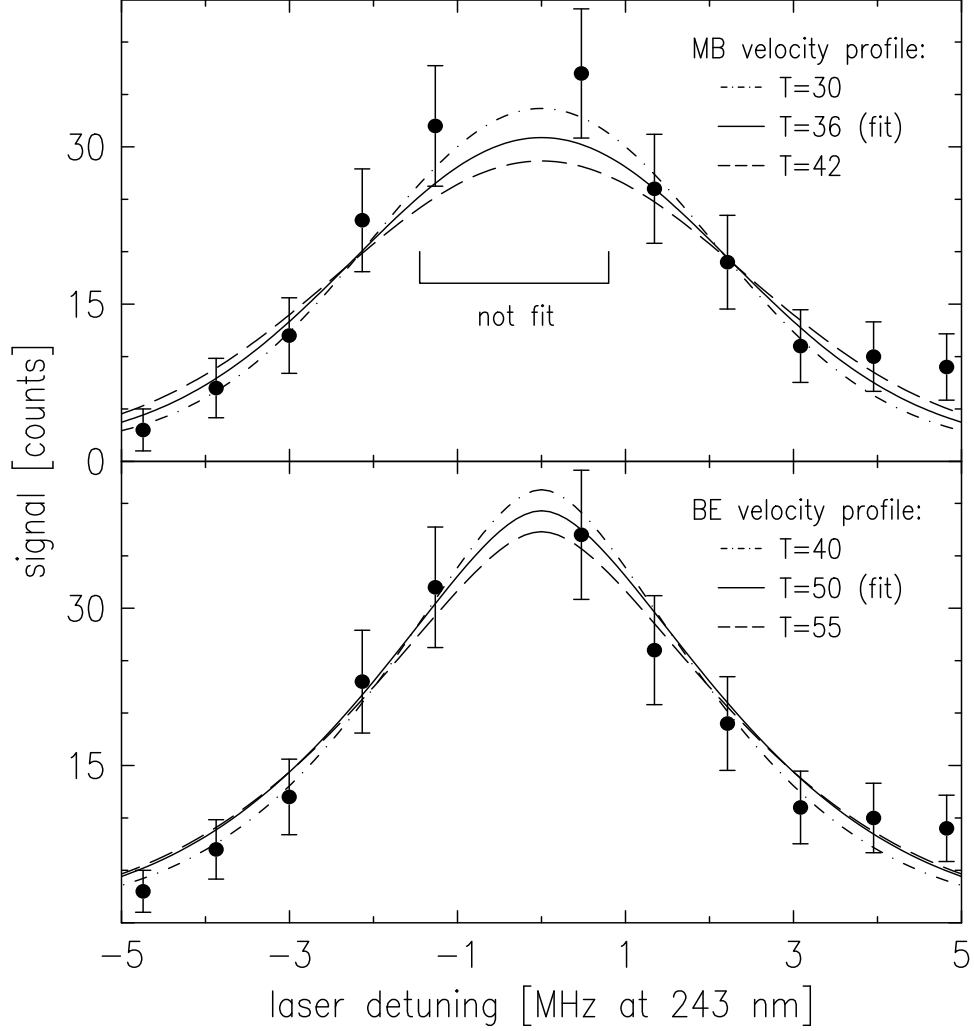 MB velocity profile:
T=30
T=36 (fit)
T=42
30
15
0
not fit
signal [counts]
BE velocity profile:
T=40
T=50 (fit)
T=55
30
15
−5 −3 −1 1 3 5
laser detuning [MHz at 243 nm]